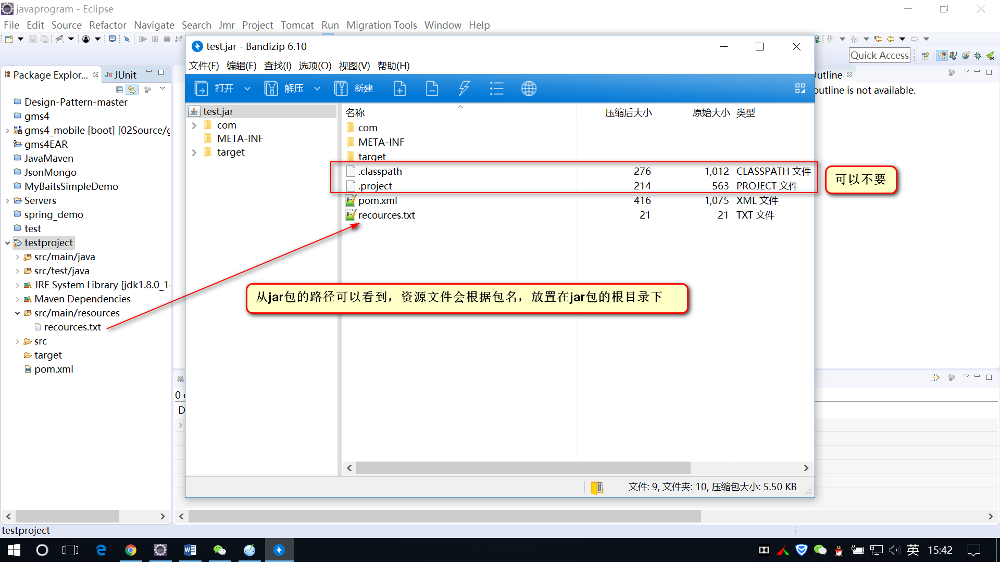 javaprogram - Eclipse
File Edit Source Refactor Navigate Search Jmr Project Tomcat Run Migration Tools Window Help
Quick Access
Package Explor...
JUnit
Design-Pattern-master
gms4
gms4_mobile [boot] [02Source/g
gms4EAR
JavaMaven
JsonMongo
MyBaitsSimpleDemo
Servers
spring_demo
test
testproject
src/main/java
src/test/java
JRE System Library [jdk1.8.0_1
Maven Dependencies
src/main/resources
recources.txt
src
target
pom.xml
test.jar - Bandizip 6.10
文件(F) 编辑(E) 查找(I) 选项(O) 视图(V) 帮助(H)
打开 解压 新建
test.jar
com
META-INF
target
名称 压缩后大小 原始大小 类型
com
META-INF
target
.classpath 276 1,012 CLASSPATH 文件
.project 214 563 PROJECT 文件
pom.xml 416 1,075 XML 文件
recources.txt 21 21 TXT 文件
可以不要
从jar包的路径可以看到，资源文件会根据包名，放置在jar包的根目录下
文件: 9, 文件夹: 10, 压缩包大小: 5.50 KB
outline is not available.
testproject
英 15:42